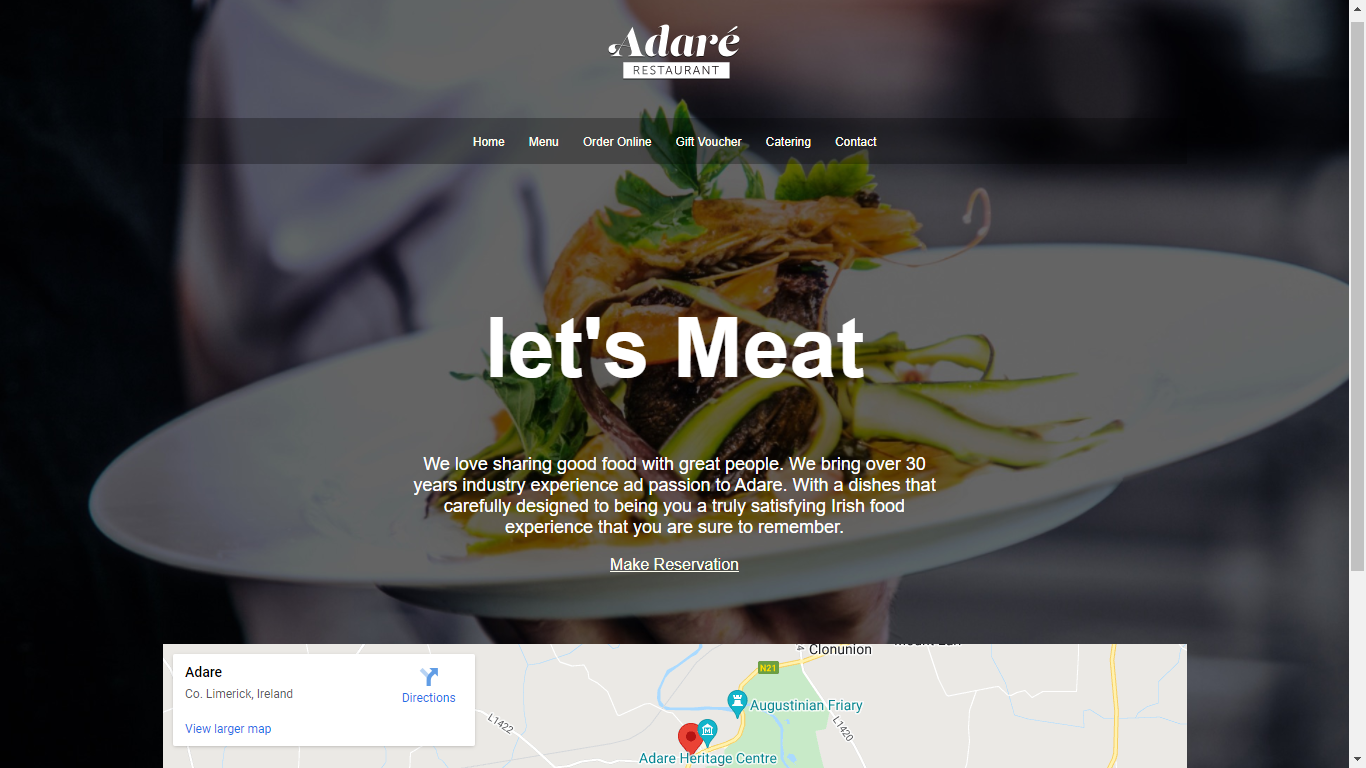 Adaré
RESTAURANT
Home Menu Order Online Gift Voucher Catering Contact
let's Meat
We love sharing good food with great people. We bring over 30
years industry experience ad passion to Adare. With a dishes that
carefully designed to being you a truly satisfying Irish food
experience that you are sure to remember.
Make Reservation
Adare
Co. Limerick, Ireland
Directions
View larger map
Clonunion
N21
Augustinian Friary
L1422
L1420
Adare Heritage Centre